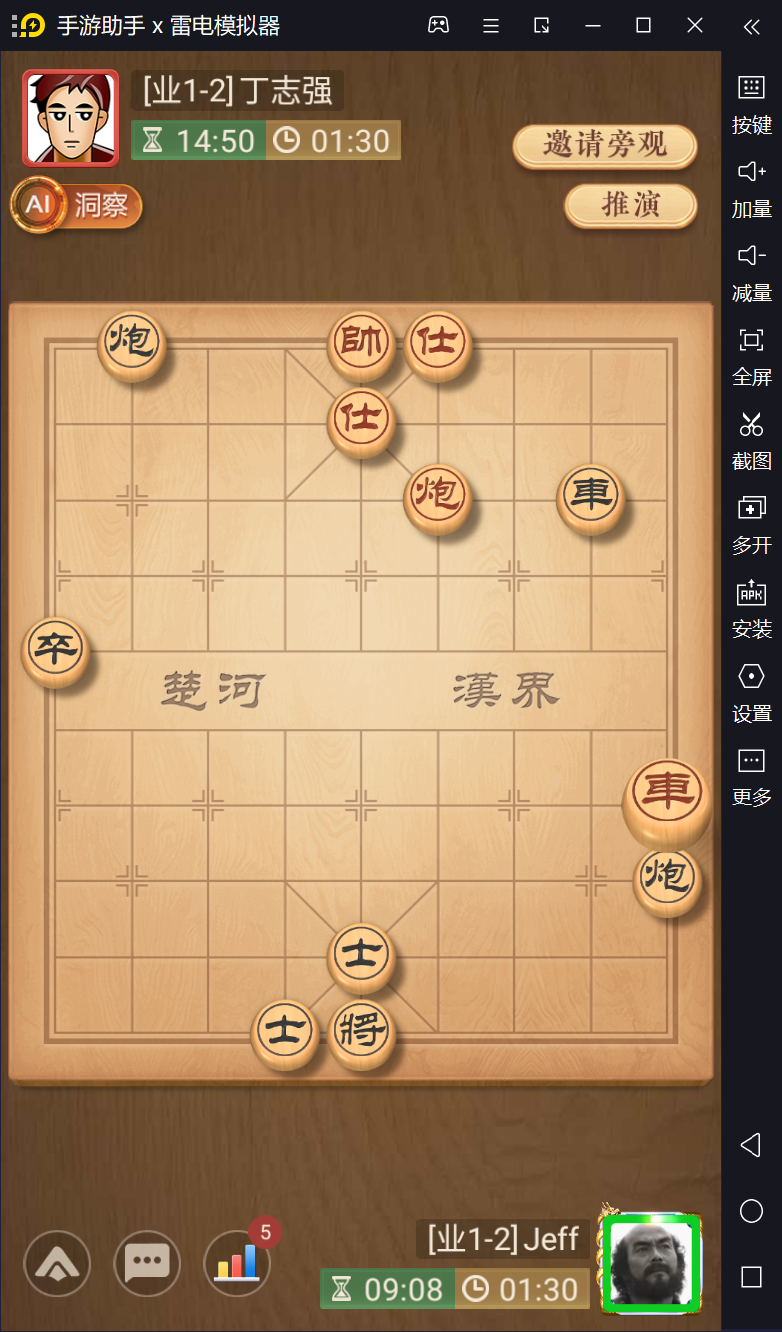 手游助手 x 雷电模拟器
[业1-2]丁志强
14:50 01:30
邀请旁观
AI 洞察
推演
按键
加量
减量
全屏
截图
多开
APK
安装
设置
更多
炮 帥 仕
仕
炮 車
卒
楚河 漢界
車
炮
士
士 將
5
[业1-2]Jeff
09:08 01:30